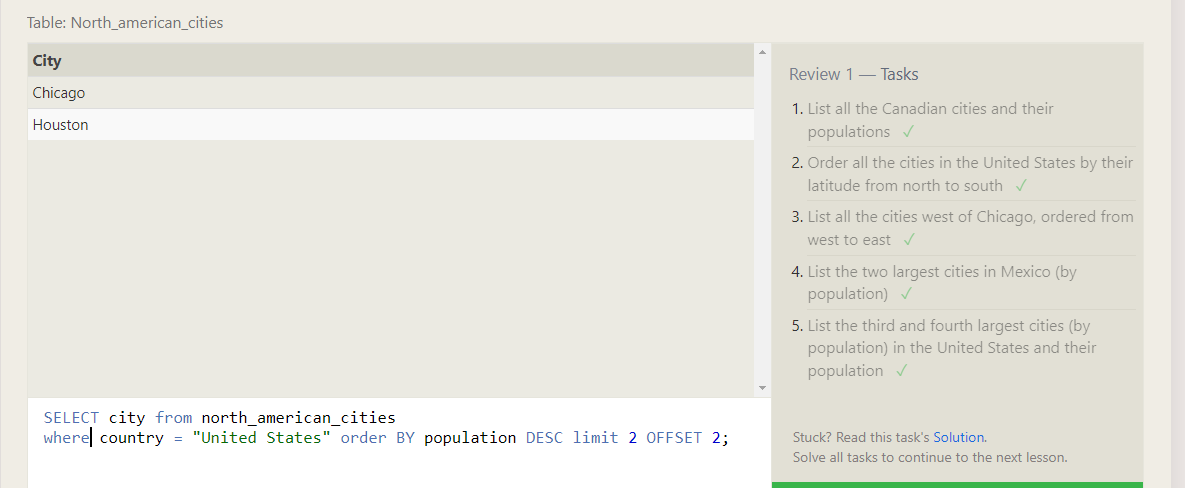 Table: North_american_cities
City
Chicago
Houston
SELECT city from north_american_cities
where country = "United States" order BY population DESC limit 2 OFFSET 2;
Review 1 — Tasks
1. List all the Canadian cities and their
populations ✓
2. Order all the cities in the United States by their
latitude from north to south ✓
3. List all the cities west of Chicago, ordered from
west to east ✓
4. List the two largest cities in Mexico (by
population) ✓
5. List the third and fourth largest cities (by
population) in the United States and their
population ✓
Stuck? Read this task's Solution.
Solve all tasks to continue to the next lesson.